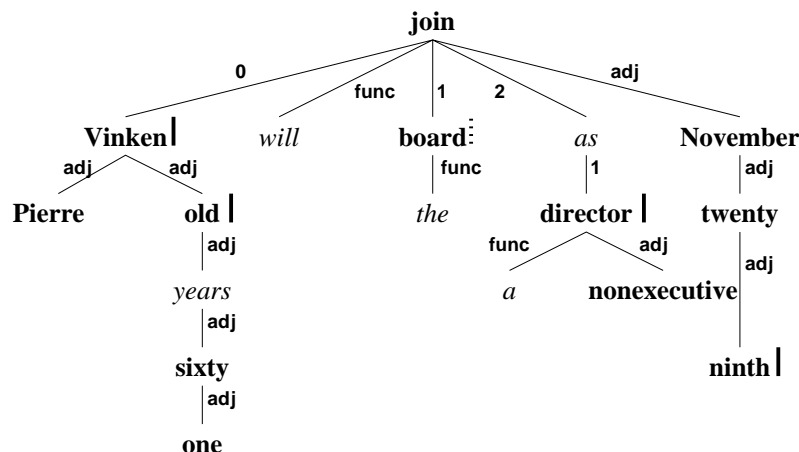 join
0 func 1 2 adj
Vinken will board as November
adj adj func 1 adj
Pierre old the director twenty
adj func adj adj
years a nonexecutive
adj
sixty ninth
adj
one